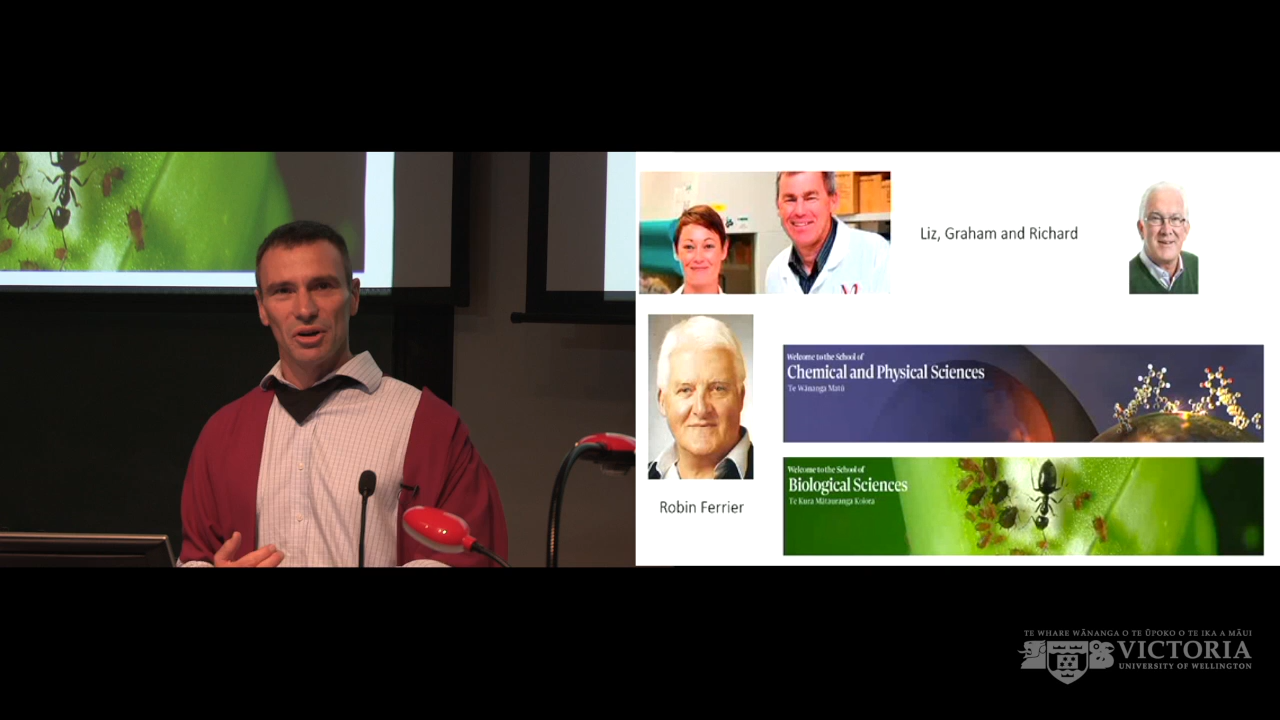 Liz, Graham and Richard
Robin Ferrier
Welcome to the School of
Chemical and Physical Sciences
Te Wānanga Matū
Welcome to the School of
Biological Sciences
Te Kura Mātauranga Koiora
TE WHARE WĀNANGA O TE ŪPOKO O TE IKA A MĀUI
VICTORIA
UNIVERSITY OF WELLINGTON